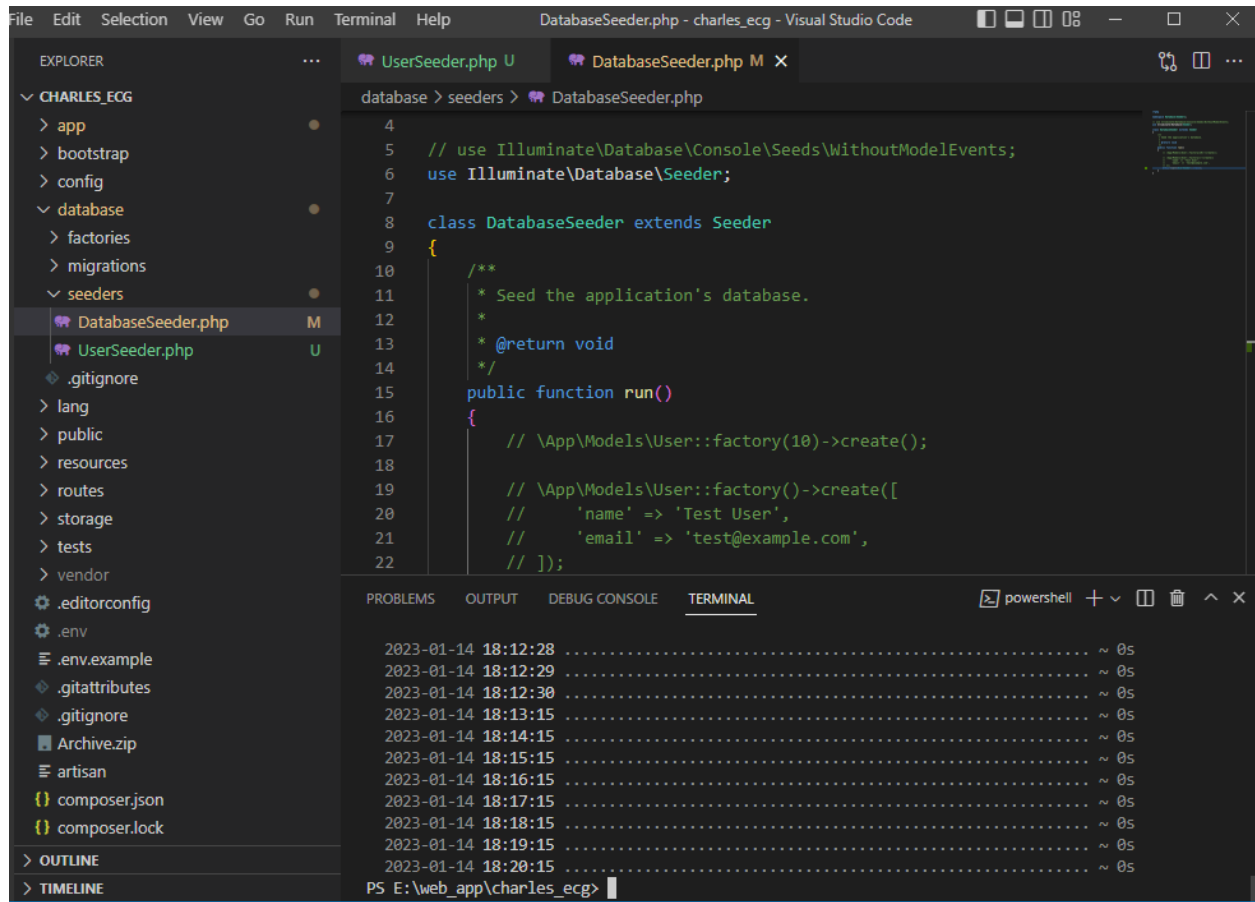 File Edit Selection View Go Run Terminal Help DatabaseSeeder.php - charles_ecg - Visual Studio Code
EXPLORER
CHARLES_ECG
app
bootstrap
config
database
factories
migrations
seeders
DatabaseSeeder.php M
UserSeeder.php U
.gitignore
lang
public
resources
routes
storage
tests
vendor
.editorconfig
.env
.env.example
.gitattributes
.gitignore
Archive.zip
artisan
{} composer.json
{} composer.lock
OUTLINE
TIMELINE
UserSeeder.php U DatabaseSeeder.php M
database > seeders > DatabaseSeeder.php
4
5 // use Illuminate\Database\Console\Seeds\WithoutModelEvents;
6 use Illuminate\Database\Seeder;
7
8 class DatabaseSeeder extends Seeder
9 {
10 /**
11 * Seed the application's database.
12 *
13 * @return void
14 */
15 public function run()
16 {
17 // \App\Models\User::factory(10)->create();
18
19 // \App\Models\User::factory()->create([
20 // 'name' => 'Test User',
21 // 'email' => 'test@example.com',
22 // ]);
PROBLEMS OUTPUT DEBUG CONSOLE TERMINAL powershell
2023-01-14 18:12:28 ........................................................... ~ 0s
2023-01-14 18:12:29 ........................................................... ~ 0s
2023-01-14 18:12:30 ........................................................... ~ 0s
2023-01-14 18:13:15 ........................................................... ~ 0s
2023-01-14 18:14:15 ........................................................... ~ 0s
2023-01-14 18:15:15 ........................................................... ~ 0s
2023-01-14 18:16:15 ........................................................... ~ 0s
2023-01-14 18:17:15 ........................................................... ~ 0s
2023-01-14 18:18:15 ........................................................... ~ 0s
2023-01-14 18:19:15 ........................................................... ~ 0s
2023-01-14 18:20:15 ........................................................... ~ 0s
PS E:\web_app\charles_ecg>